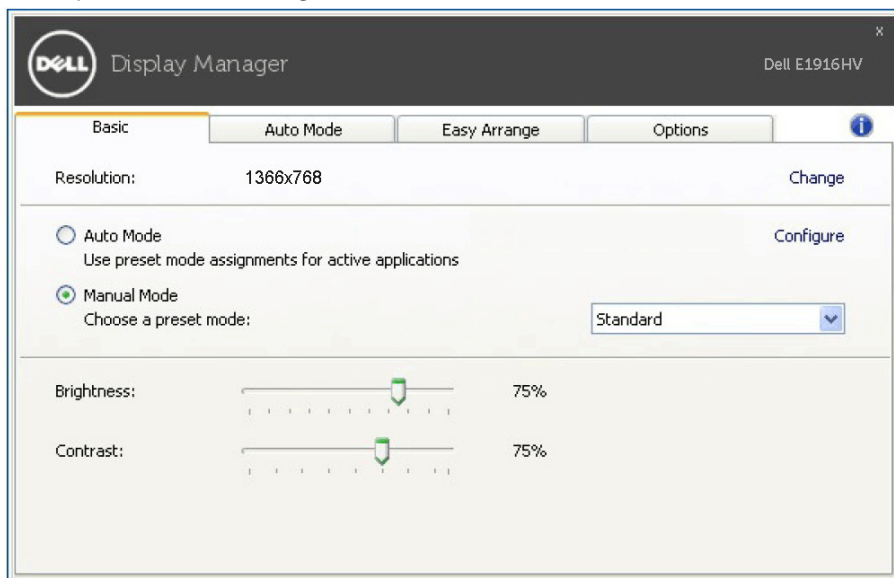 DELL Display Manager
x
Dell E1916HV
Basic Auto Mode Easy Arrange Options i
Resolution: 1366x768 Change
Auto Mode Configure
Use preset mode assignments for active applications
Manual Mode
Choose a preset mode: Standard
Brightness: 75%
Contrast: 75%